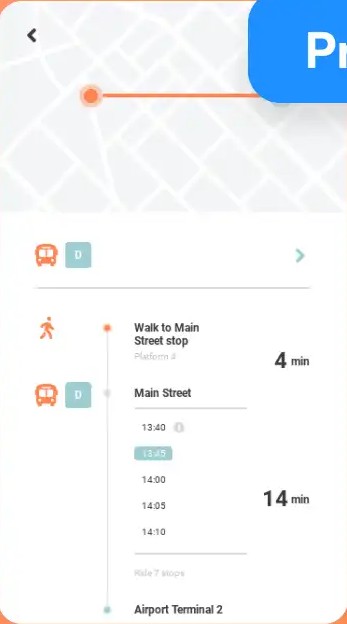 Pr
D
Walk to Main
Street stop
Platform 4
4 min
D
Main Street
13:40
13:45
14:00
14:05
14 min
14:10
Ride 7 stops
Airport Terminal 2